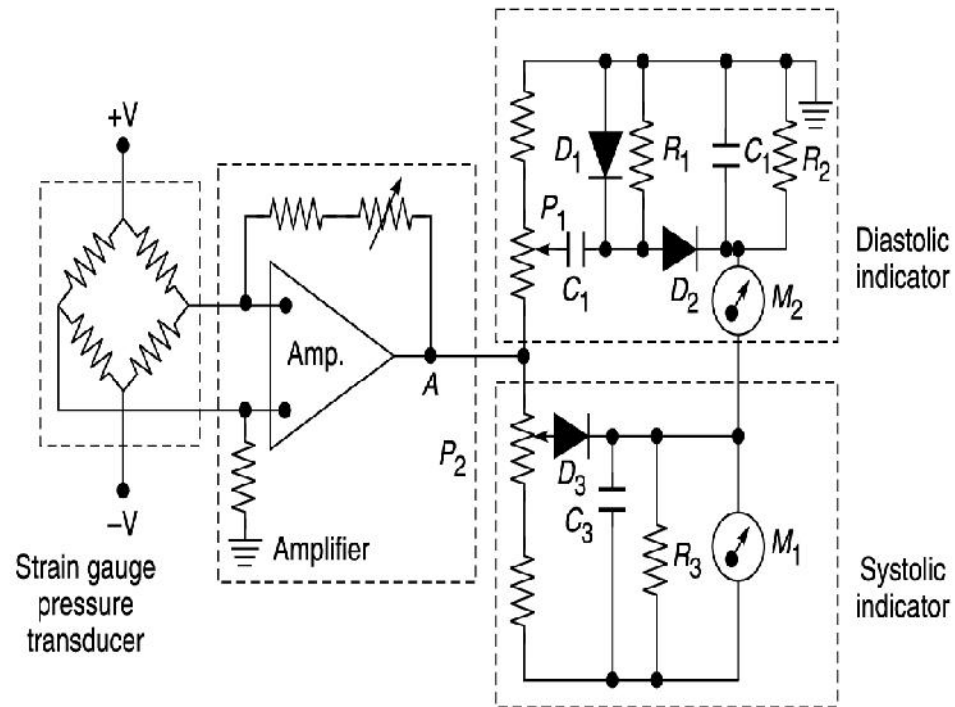 +V
–V
Strain gauge
pressure
transducer
Amp.
A
Amplifier
D1
R1
C1
R2
P1
C1
D2
M2
Diastolic
indicator
P2
D3
C3
R3
M1
Systolic
indicator